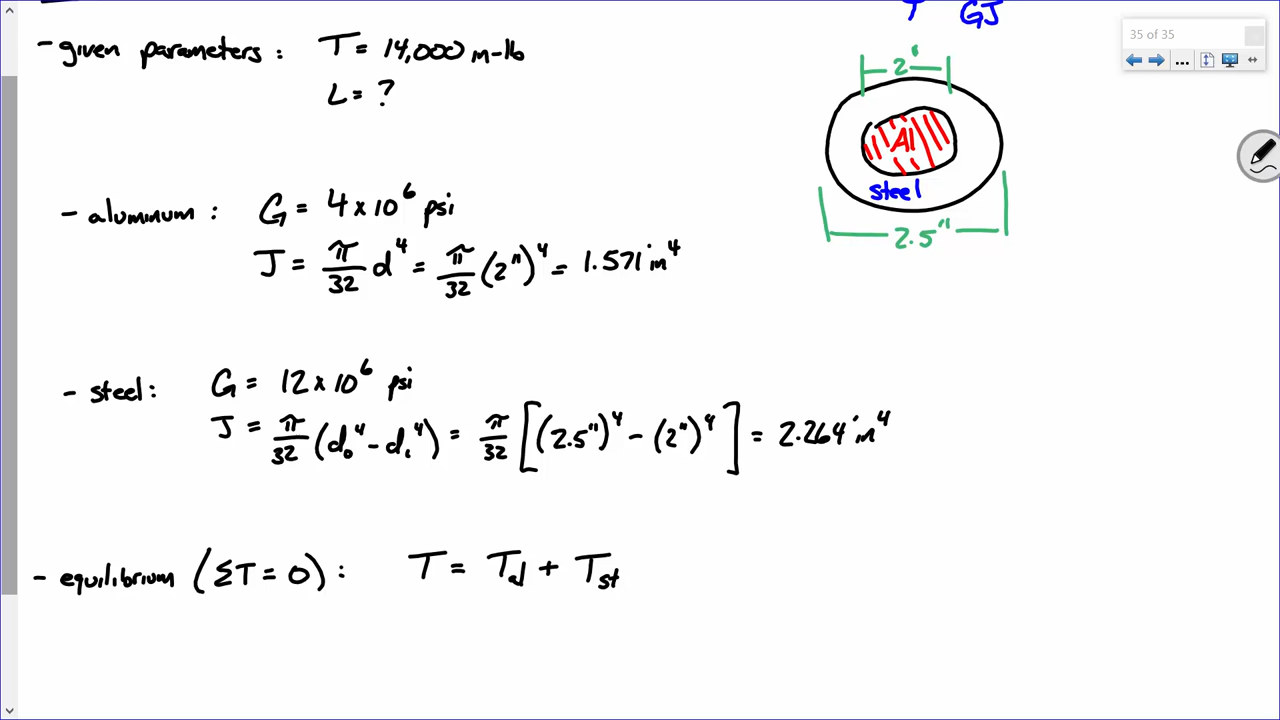 T GJ
35 of 35
- given parameters : T = 14,000 in-lb
L = ?
2"
Al
steel
2.5"
- aluminum : G = 4 x 10^6 psi
J = π/32 d^4 = π/32 (2")^4 = 1.571 in^4
- steel : G = 12 x 10^6 psi
J = π/32 (d_o^4 - d_i^4) = π/32 [(2.5")^4 - (2")^4] = 2.264 in^4
- equilibrium (ΣT = 0) : T = T_al + T_st